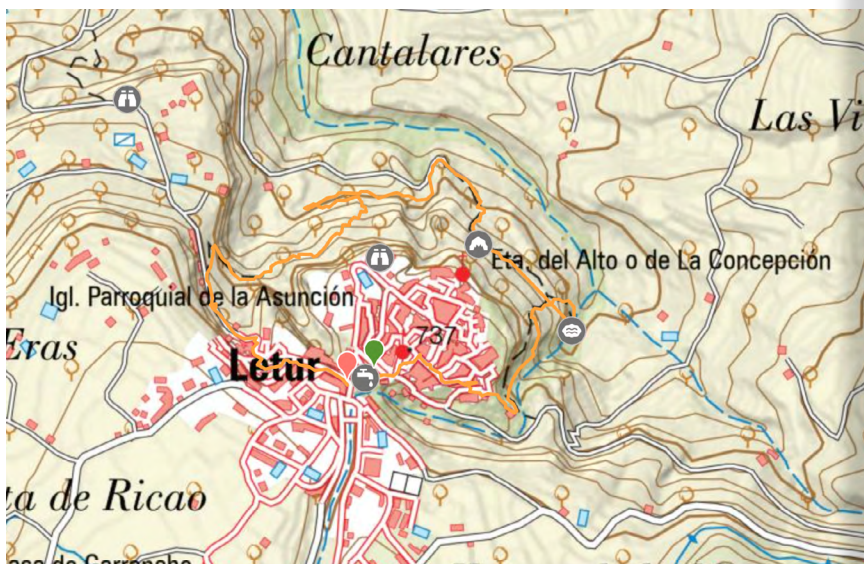 Cantalares
Las Vi
Eta. del Alto o de La Concepción
Igl. Parroquial de la Asunción
Eras
737
Letur
ta de Ricao